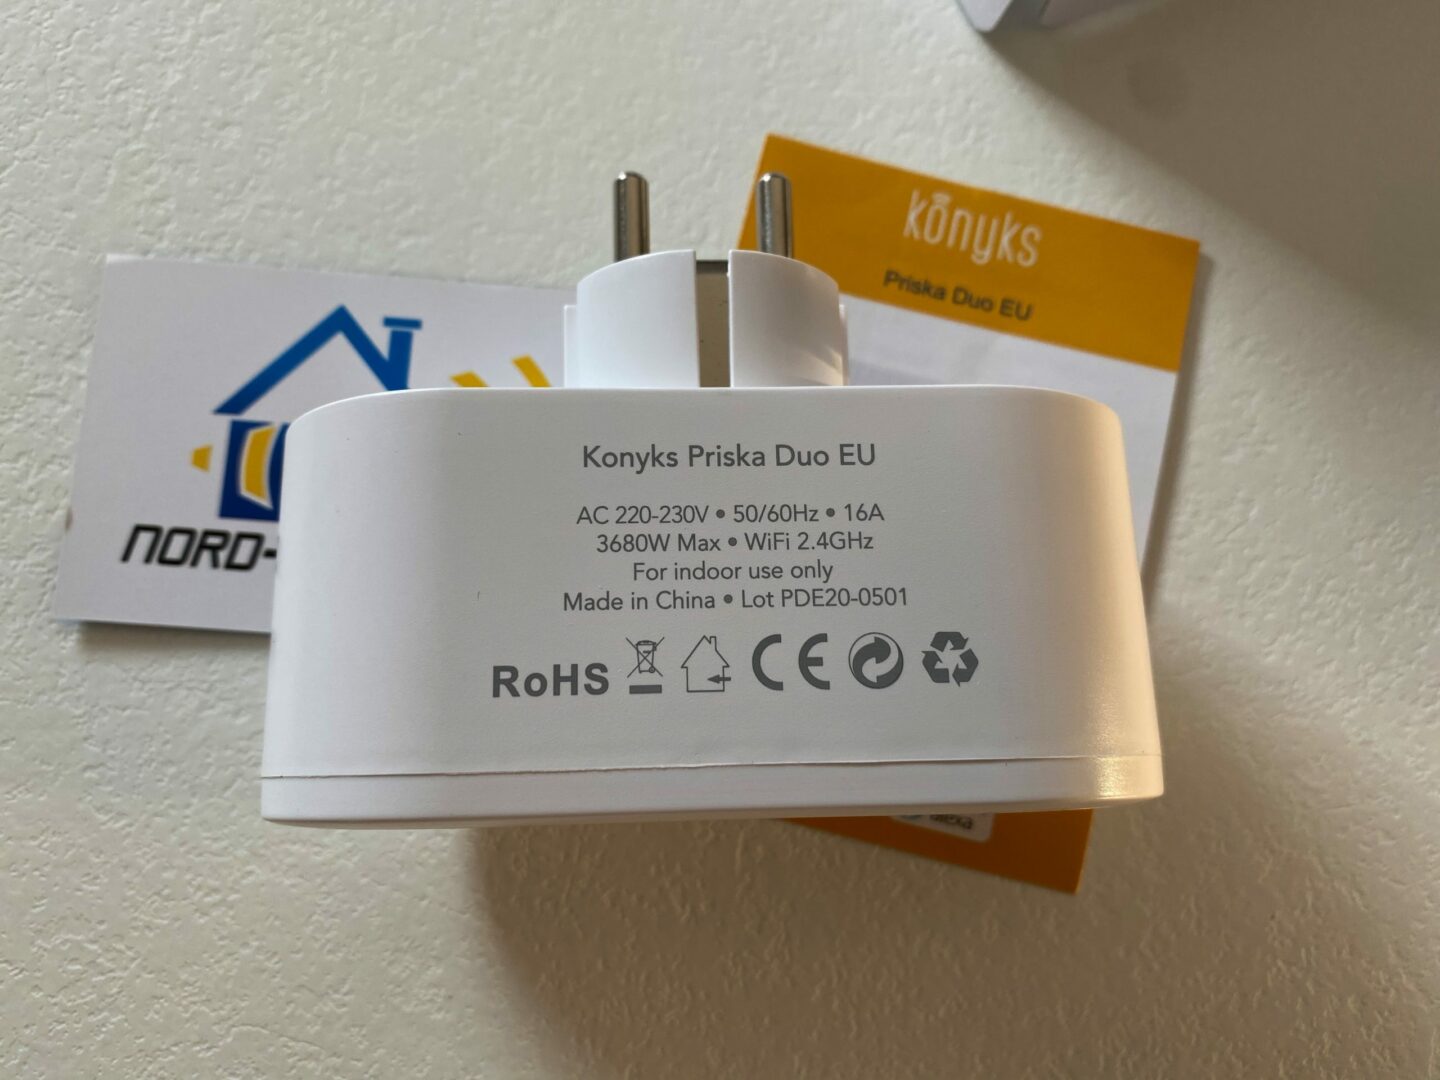 konyks
Priska Duo EU
NORD-
Konyks Priska Duo EU
AC 220-230V • 50/60Hz • 16A
3680W Max • WiFi 2.4GHz
For indoor use only
Made in China • Lot PDE20-0501
RoHS CE
alexa